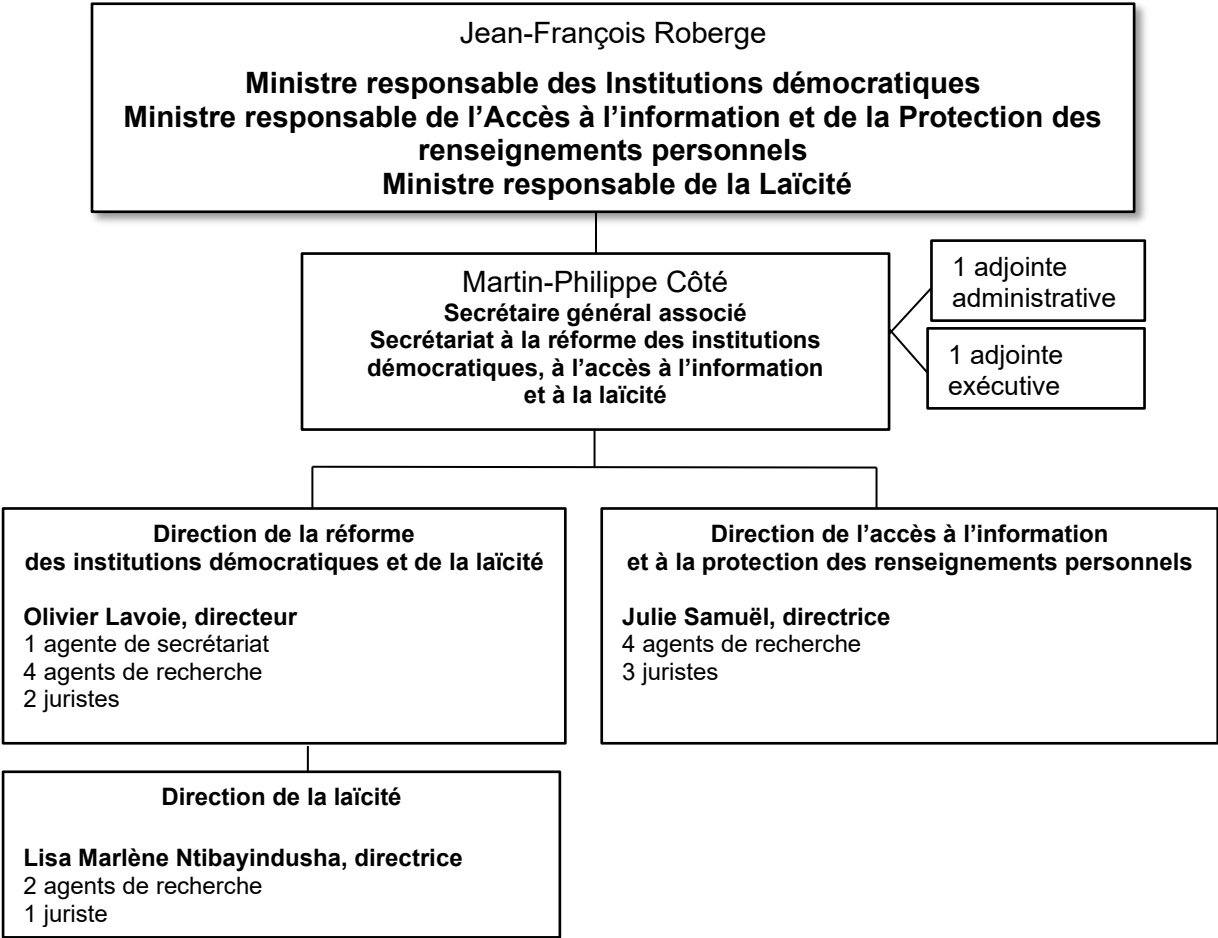 Jean-François Roberge
Ministre responsable des Institutions démocratiques
Ministre responsable de l’Accès à l’information et de la Protection des
renseignements personnels
Ministre responsable de la Laïcité
Martin-Philippe Côté
Secrétaire général associé
Secrétariat à la réforme des institutions
démocratiques, à l’accès à l’information
et à la laïcité
1 adjointe
administrative
1 adjointe
exécutive
Direction de la réforme
des institutions démocratiques et de la laïcité
Olivier Lavoie, directeur
1 agente de secrétariat
4 agents de recherche
2 juristes
Direction de l’accès à l’information
et à la protection des renseignements personnels
Julie Samuël, directrice
4 agents de recherche
3 juristes
Direction de la laïcité
Lisa Marlène Ntibayindusha, directrice
2 agents de recherche
1 juriste